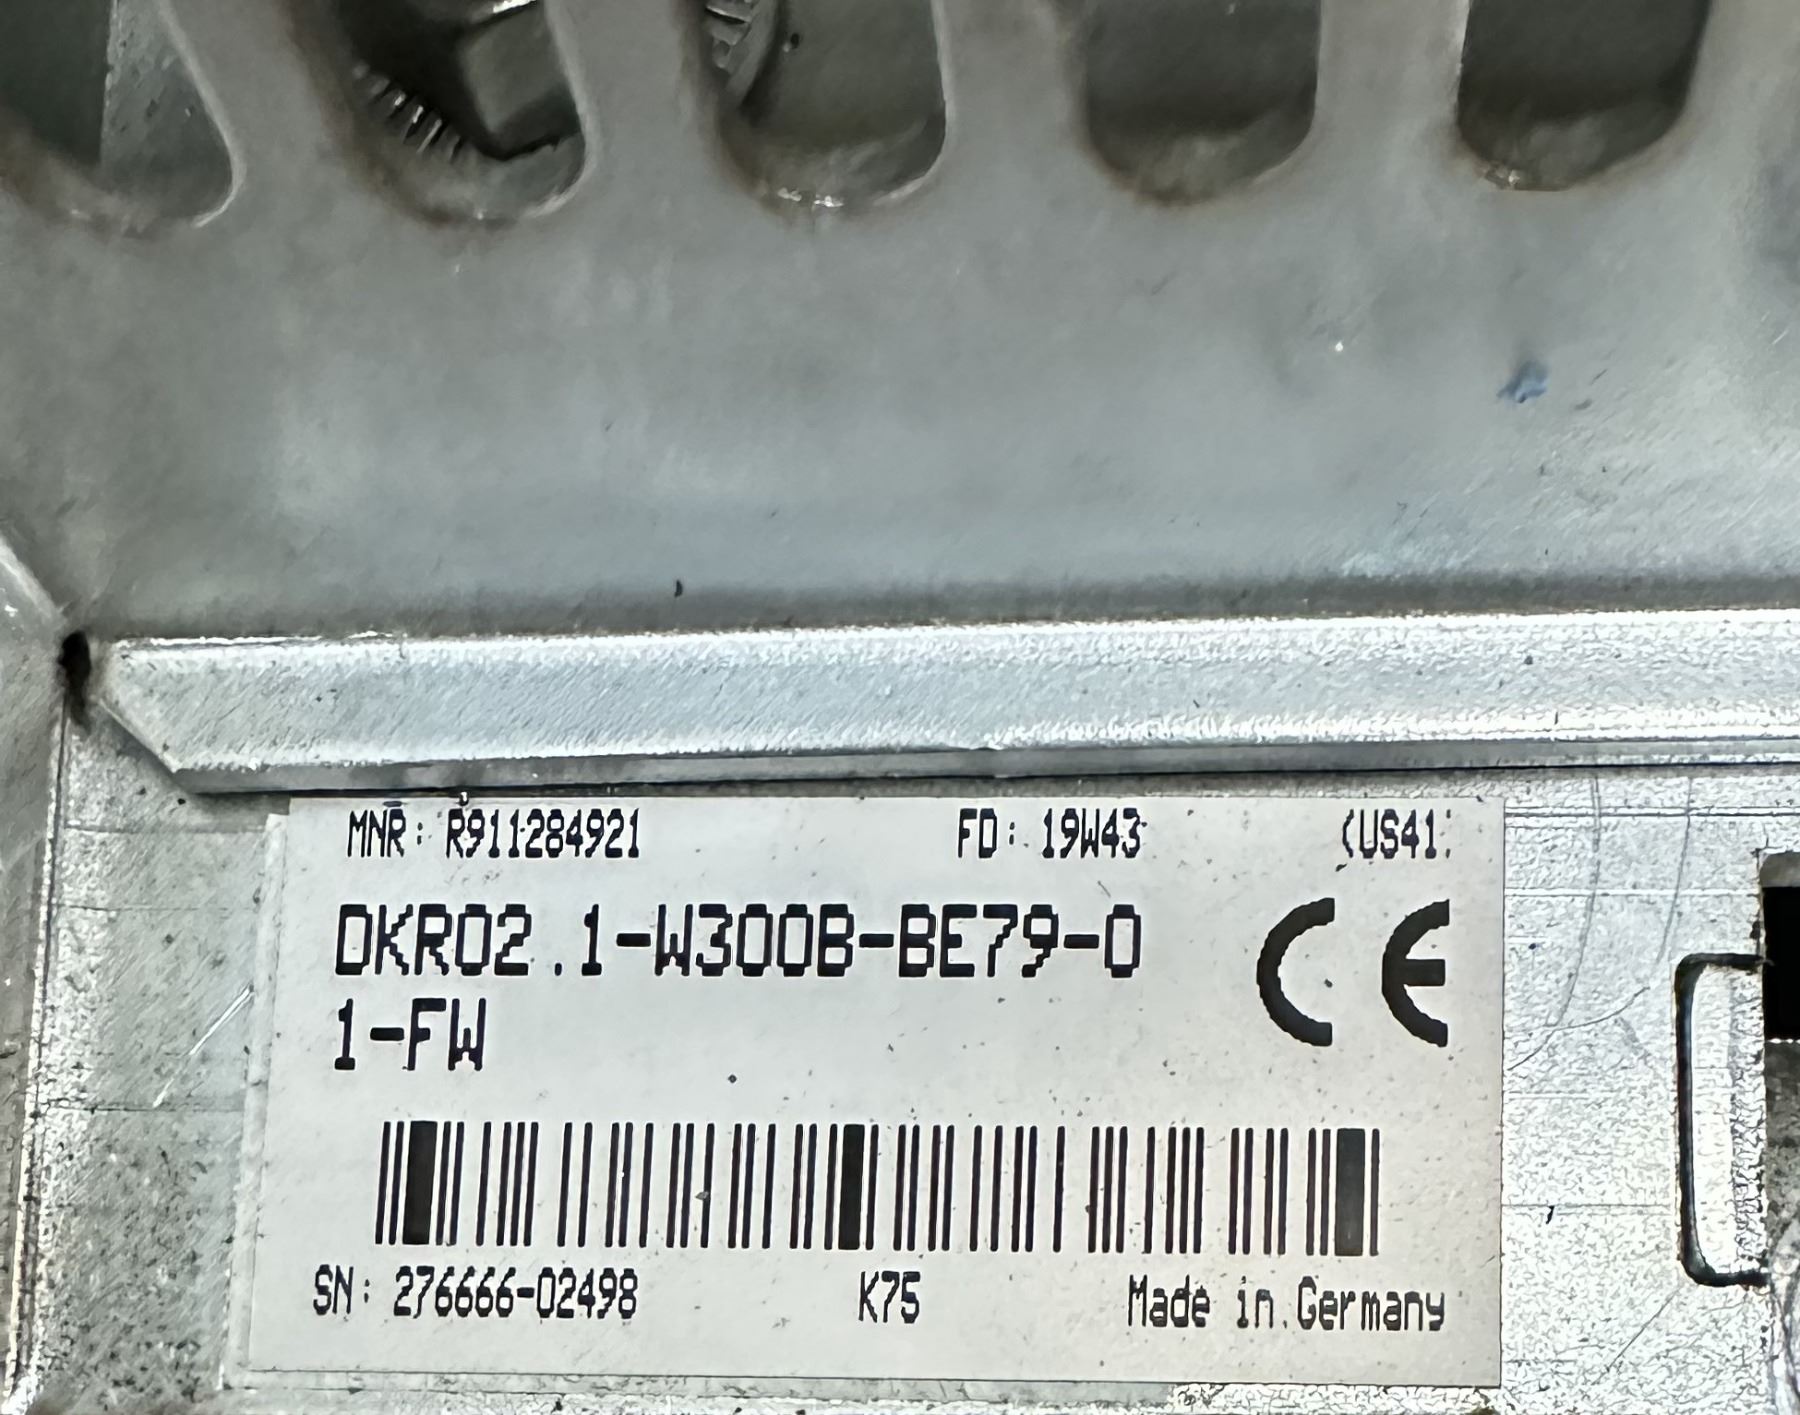 MNR: R911284921 FD: 19W43 (US41)
DKR02.1-W300B-BE79-0
1-FW
CE
SN: 276666-02498 K75 Made in Germany